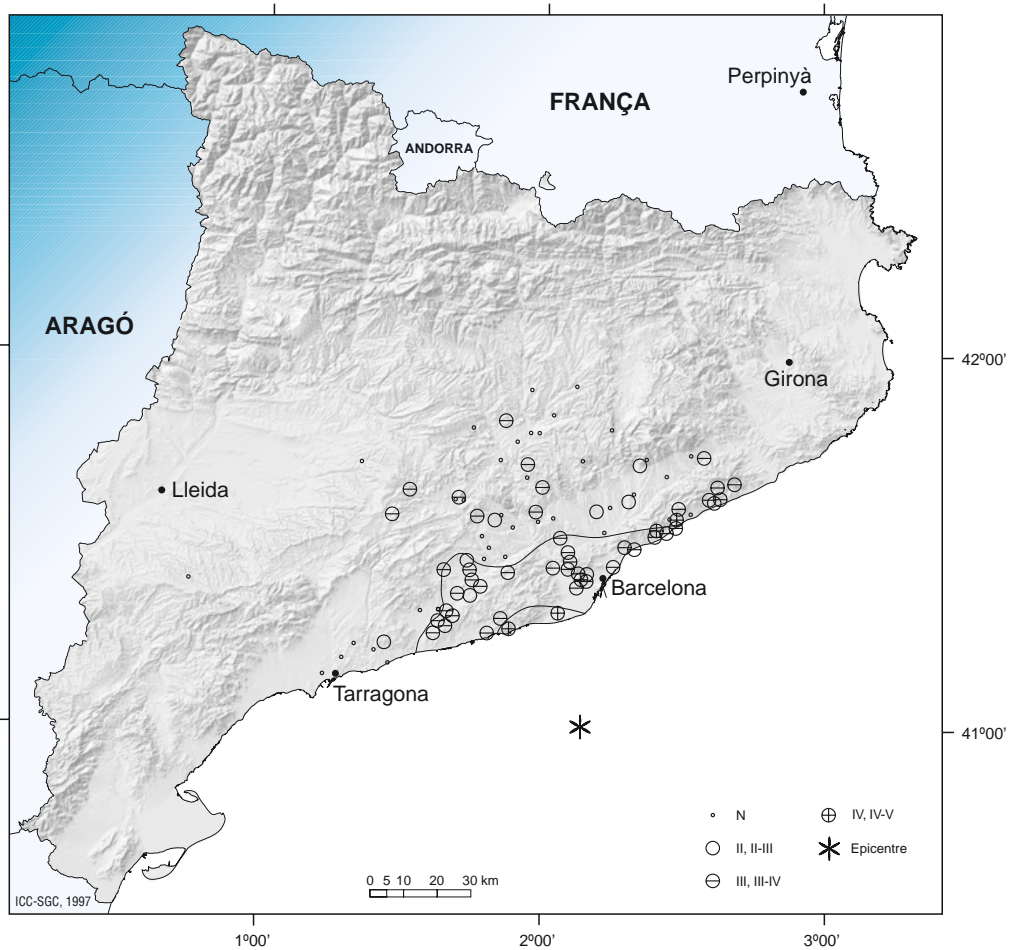 Perpinyà
FRANÇA
ANDORRA
ARAGÓ
42º00'
Girona
Lleida
Barcelona
Tarragona
41º00'
N
IV, IV-V
II, II-III
Epicentre
III, III-IV
0 5 10 20 30 km
ICC-SGC, 1997
1º00'
2º00'
3º00'